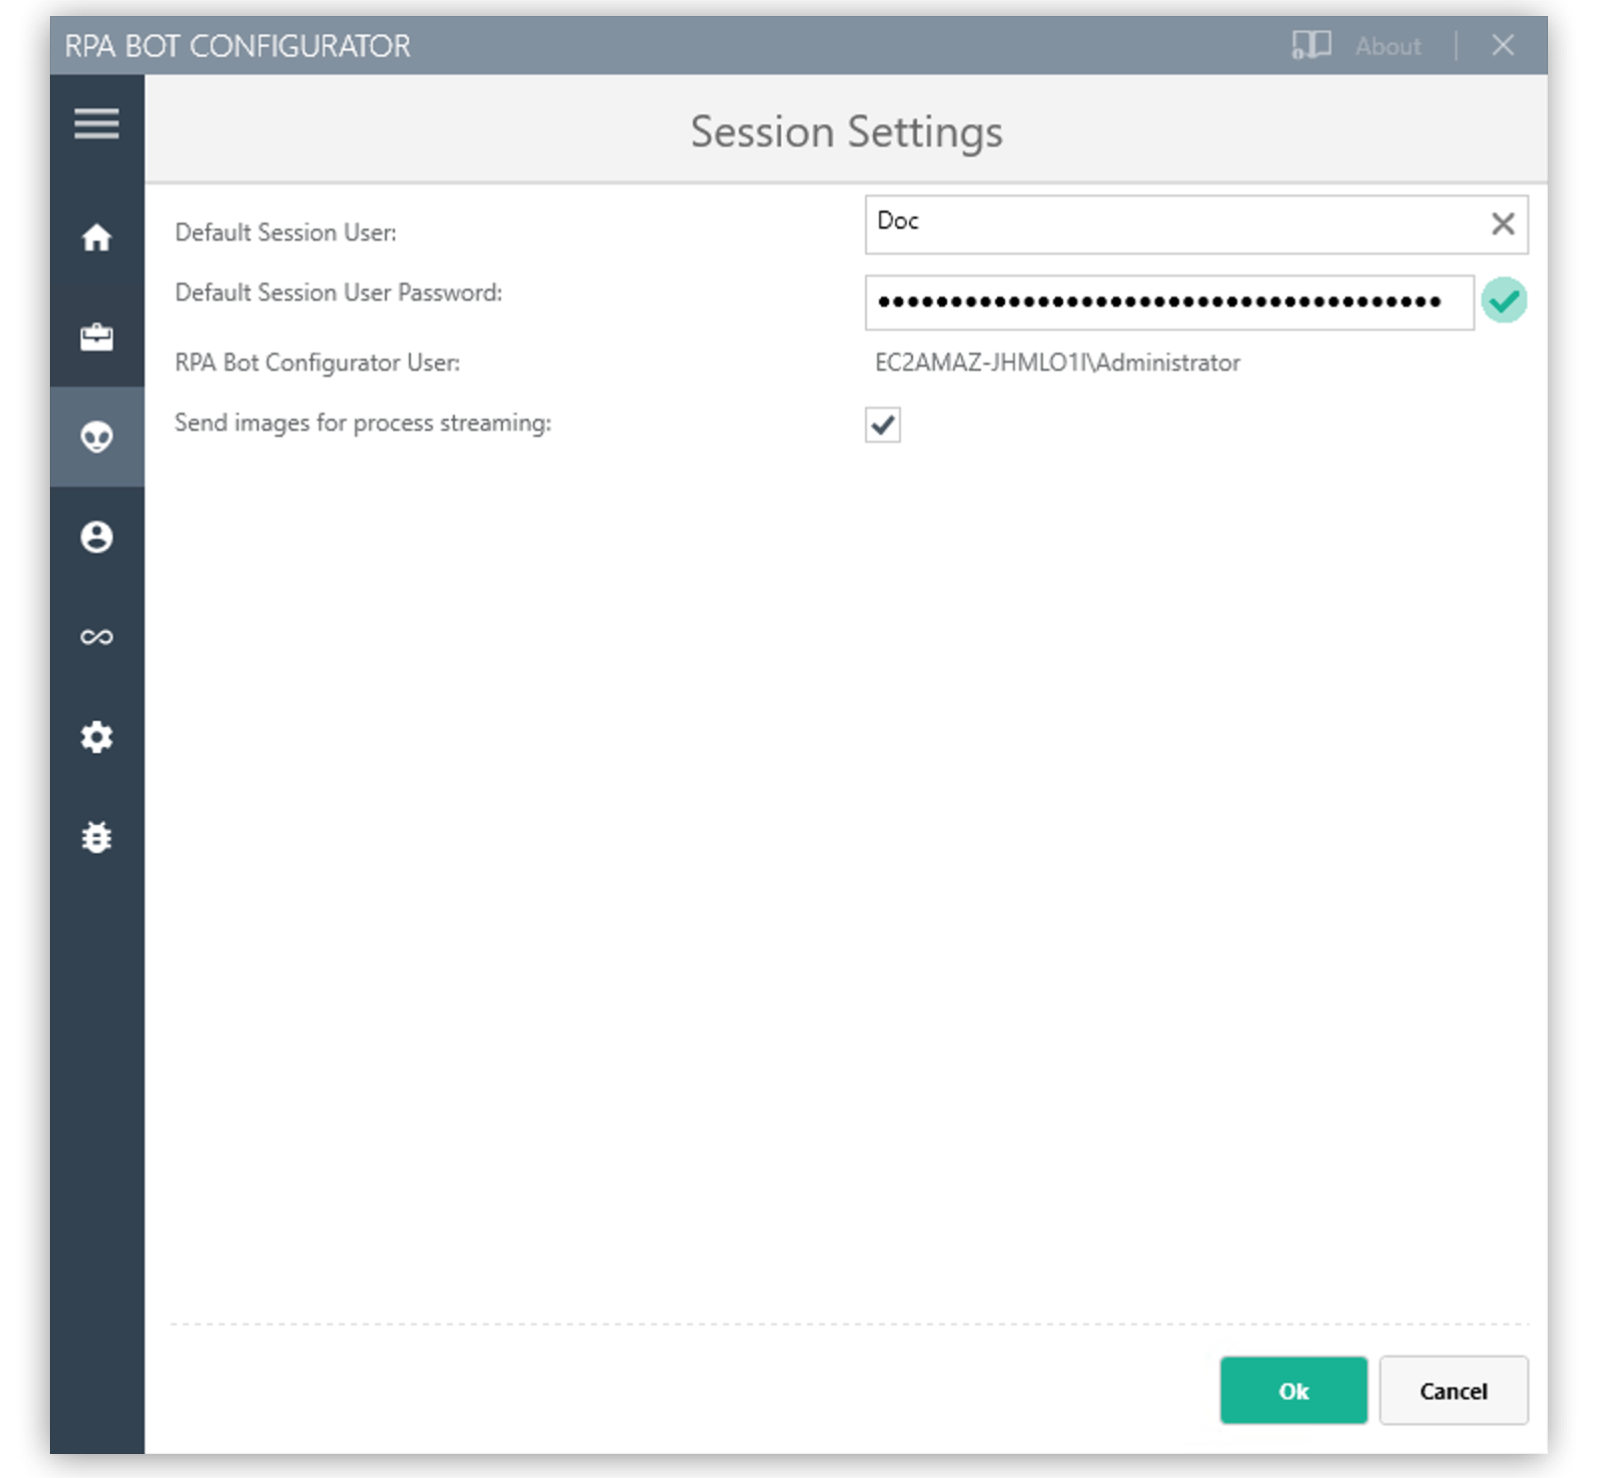 RPA BOT CONFIGURATOR
About
Session Settings
Default Session User:
Doc
Default Session User Password:
RPA Bot Configurator User:
EC2AMAZ-JHMLO1I\Administrator
Send images for process streaming:
Ok
Cancel